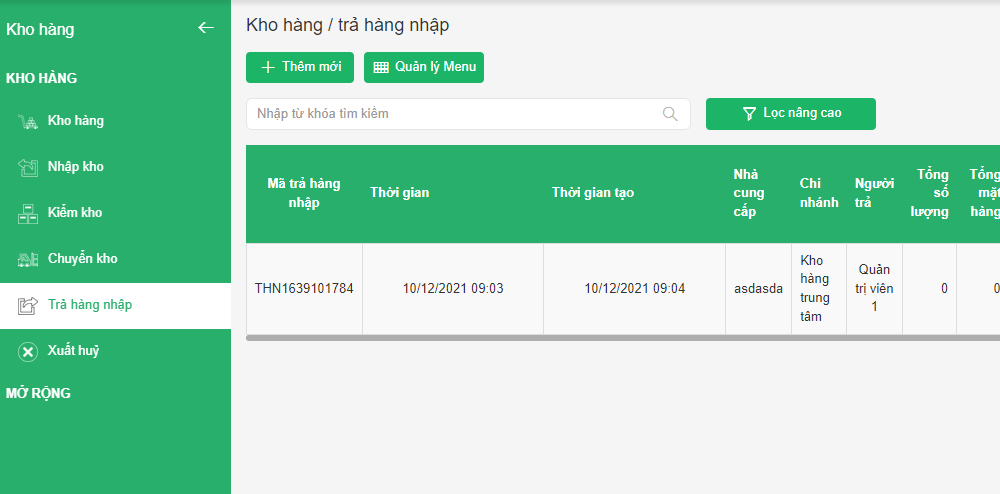 Kho hàng
KHO HÀNG
Kho hàng
Nhập kho
Kiểm kho
Chuyển kho
Trả hàng nhập
Xuất huỷ
MỞ RỘNG
Kho hàng / trả hàng nhập
Thêm mới
Quản lý Menu
Nhập từ khóa tìm kiếm
Lọc nâng cao
Mã trả hàng
nhập
Thời gian
Thời gian tạo
Nhà
cung
cấp
Chi
nhánh
Người
trả
Tổng
số
lượng
Tổng
mặt
hàng
THN1639101784
10/12/2021 09:03
10/12/2021 09:04
asdasda
Kho
hàng
trung
tâm
Quản
trị viên
1
0
0